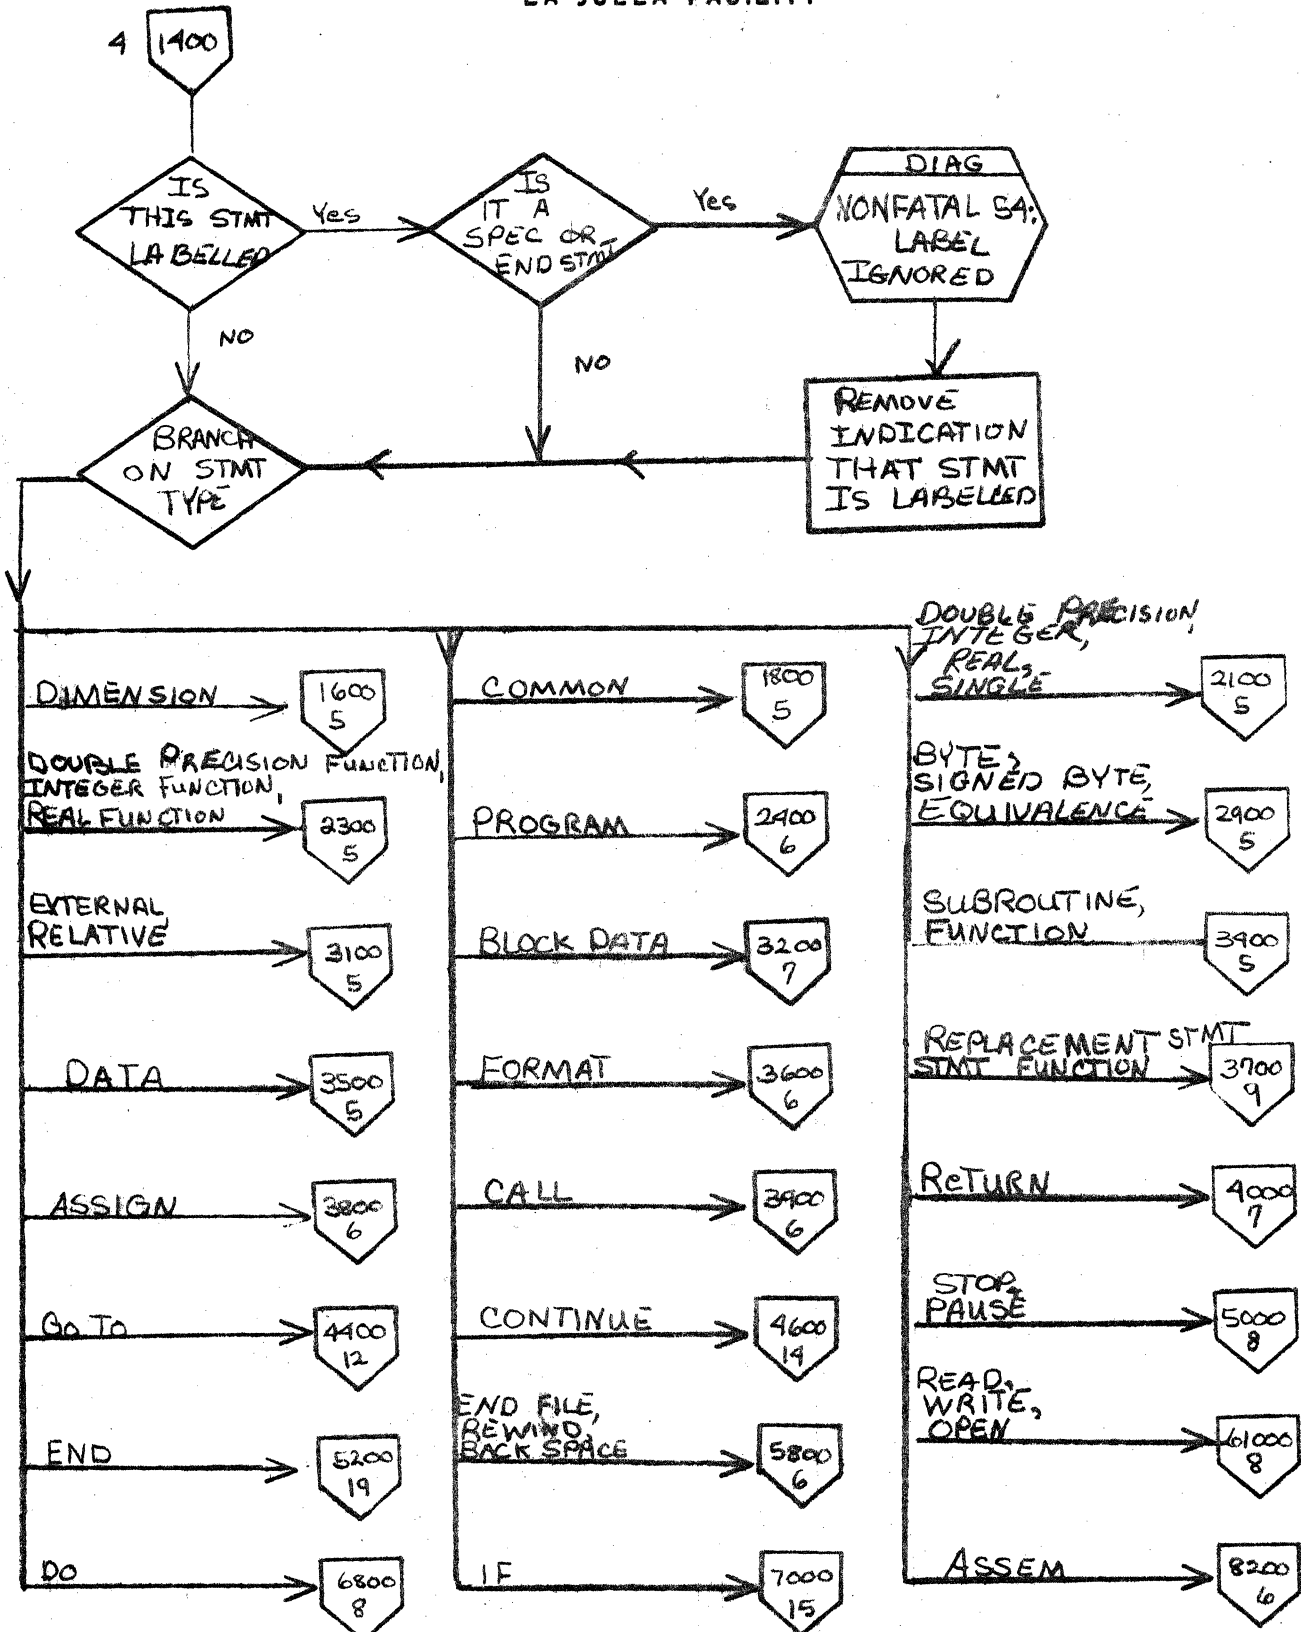 LA JOLLA FACILITY
4 1400
IS
THIS STMT
LABELLED
Yes
IS
IT A
SPEC OR
END STMT
Yes
DIAG
NONFATAL 54:
LABEL
IGNORED
NO
NO
REMOVE
INDICATION
THAT STMT
IS LABELLED
BRANCH
ON STMT
TYPE
DIMENSION
1600
5
COMMON
1800
5
DOUBLE PRECISION,
INTEGER,
REAL,
SINGLE
2100
5
DOUBLE PRECISION FUNCTION,
INTEGER FUNCTION,
REAL FUNCTION
2300
5
PROGRAM
2400
6
BYTE,
SIGNED BYTE,
EQUIVALENCE
2900
5
EXTERNAL,
RELATIVE
3100
5
BLOCK DATA
3200
7
SUBROUTINE,
FUNCTION
3400
5
DATA
3500
5
FORMAT
3600
6
REPLACEMENT STMT
STMT FUNCTION
3700
9
ASSIGN
3800
6
CALL
3900
6
RETURN
4000
7
GO TO
4400
12
CONTINUE
4600
14
STOP,
PAUSE
5000
8
END
5200
19
END FILE,
REWIND,
BACK SPACE
5800
6
READ,
WRITE,
OPEN
61000
8
DO
6800
8
IF
7000
15
ASSEM
8200
6